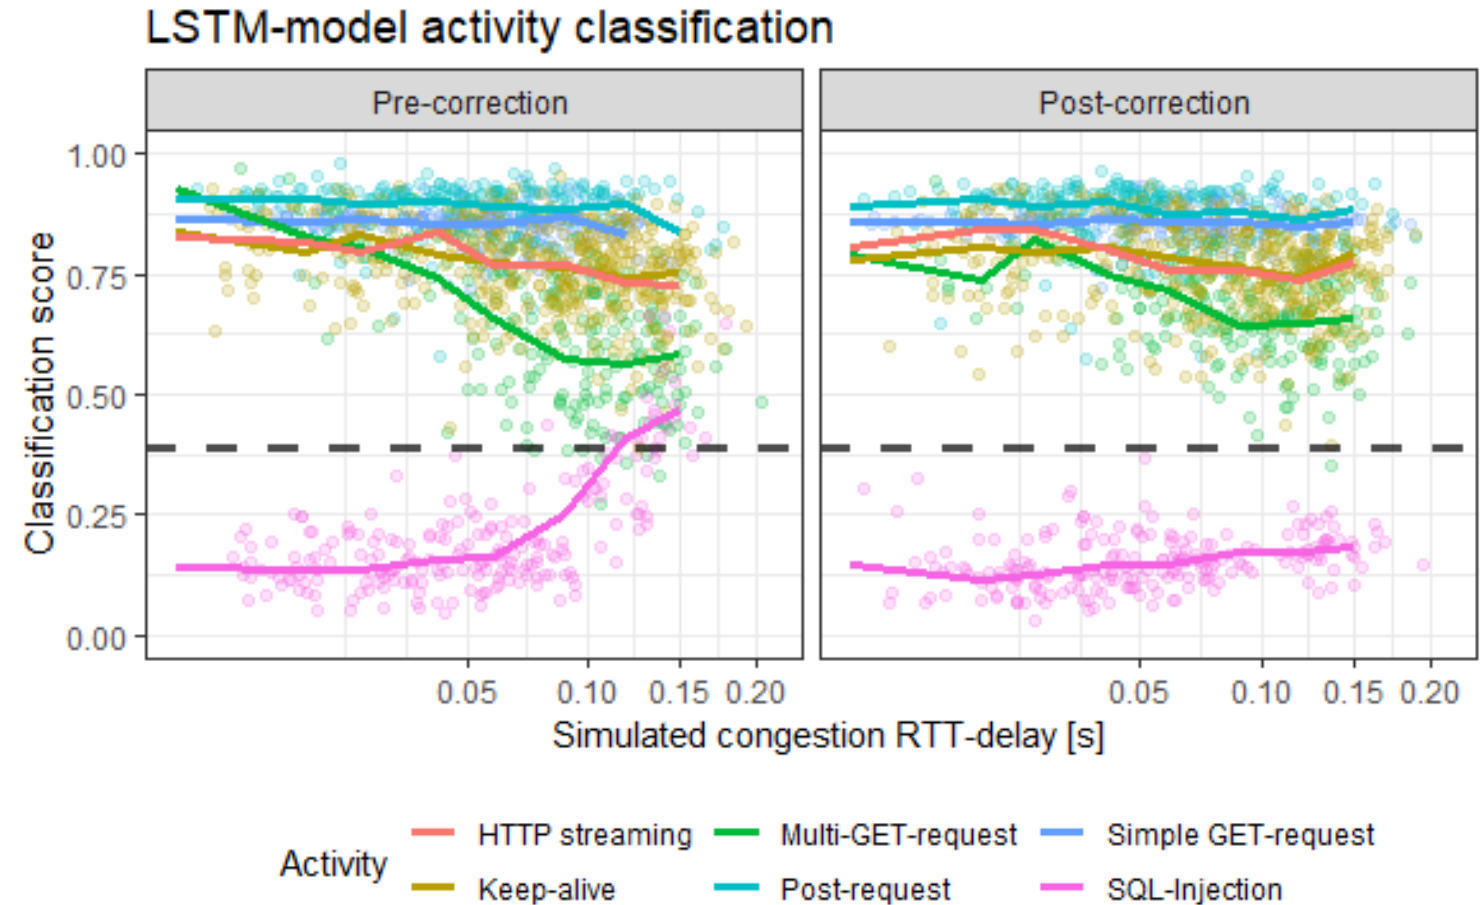 LSTM-model activity classification
Pre-correction
Post-correction
Classification score
1.00
0.75
0.50
0.25
0.00
0.05 0.10 0.15 0.20
0.05 0.10 0.15 0.20
Simulated congestion RTT-delay [s]
Activity
HTTP streaming
Multi-GET-request
Simple GET-request
Keep-alive
Post-request
SQL-Injection